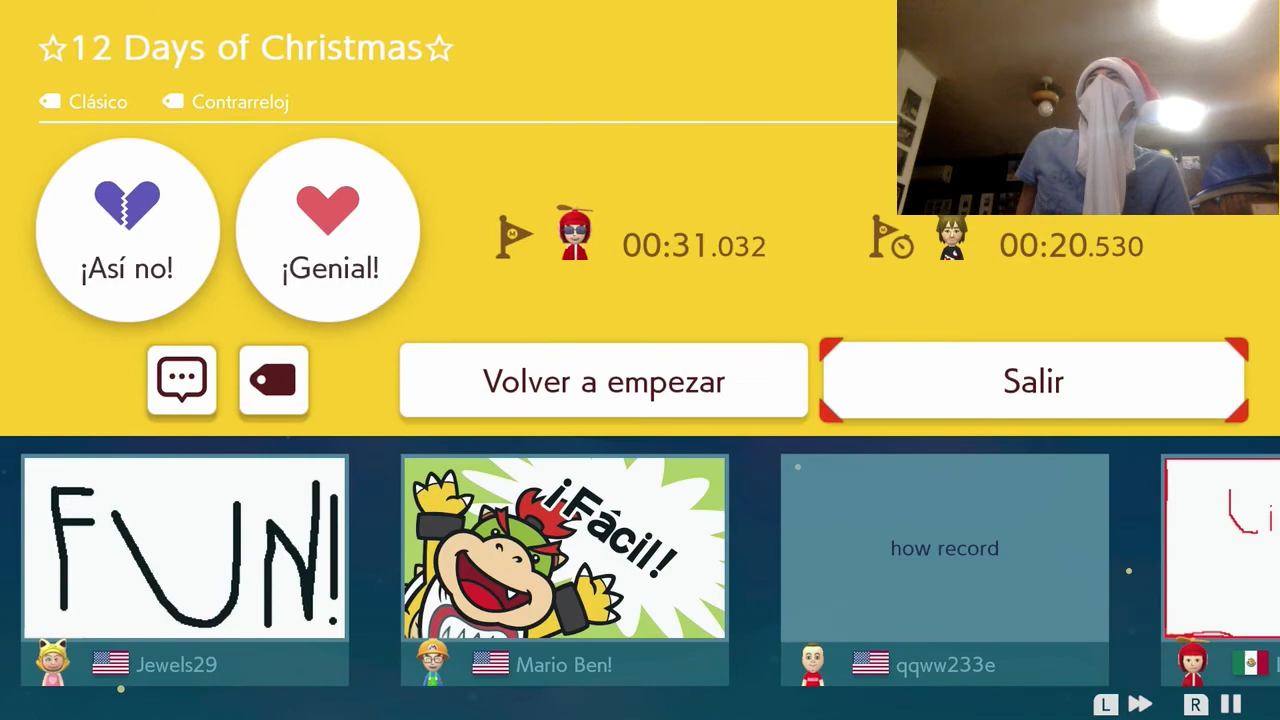 ☆12 Days of Christmas☆
Clásico
Contrarreloj
¡Así no!
¡Genial!
00:31.032
00:20.530
Volver a empezar
Salir
FUN!
¡Fácil!
how record
Jewels29
Mario Ben!
qqww233e
L
R